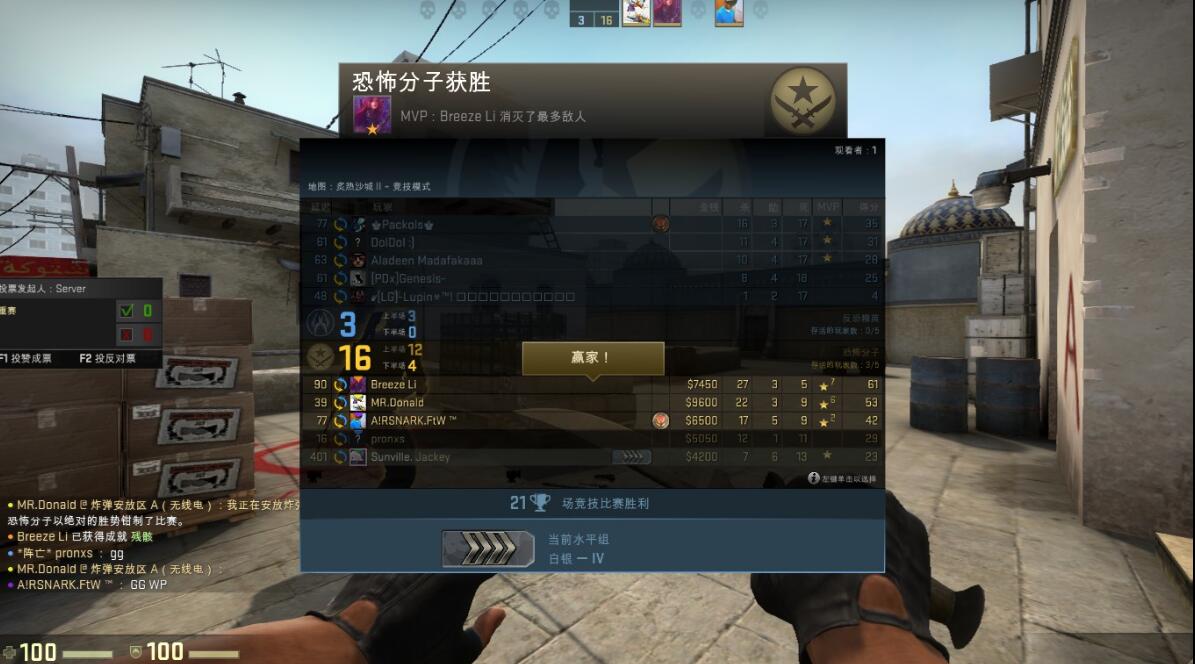 3 16
恐怖分子获胜
MVP：Breeze Li 消灭了最多敌人
观看者：1
地图：炙热沙城 II - 竞技模式
延迟 玩家 金钱 杀 助 死 MVP 得分
77 ♚Packols♚ 16 3 17 ★ 35
61 DolDol :) 11 4 17 ★ 31
63 Aladeen Madafakaaa 10 4 17 ★ 28
61 [PDx]Genesis- 8 4 18 25
48 [LG]-Lupin 1 2 17 4
3 上半场 3
下半场 0
反恐精英
存活的玩家数：0/5
16 上半场 12
下半场 4
恐怖分子
存活的玩家数：3/5
赢家！
90 Breeze Li $7450 27 3 5 ★7 61
39 MR.Donald $9600 22 3 9 ★6 53
77 A!RSNARK.FtW ™ $6500 17 5 9 ★2 42
16 ? pronxs $5050 12 1 11 29
401 Sunville. Jackey $4200 7 6 13 ★ 23
左键单击以选择
21 场竞技比赛胜利
当前水平组
白银 — IV
投票发起人：Server
重赛
0
0
F1 投赞成票 F2 投反对票
MR.Donald @ 炸弹安放区 A（无线电）：我正在安放炸
恐怖分子以绝对的胜势钳制了比赛。
Breeze Li 已获得成就 残骸
*阵亡* pronxs：gg
MR.Donald @ 炸弹安放区 A（无线电）：
A!RSNARK.FtW ™：GG WP
100 100